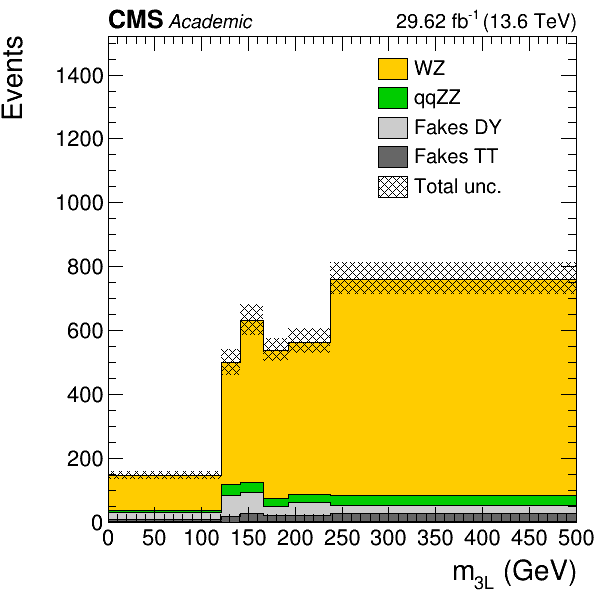 CMS Academic 29.62 fb⁻¹ (13.6 TeV)
Events
1400
1200
1000
800
600
400
200
0
WZ
qqZZ
Fakes DY
Fakes TT
Total unc.
0 50 100 150 200 250 300 350 400 450 500
m3L (GeV)